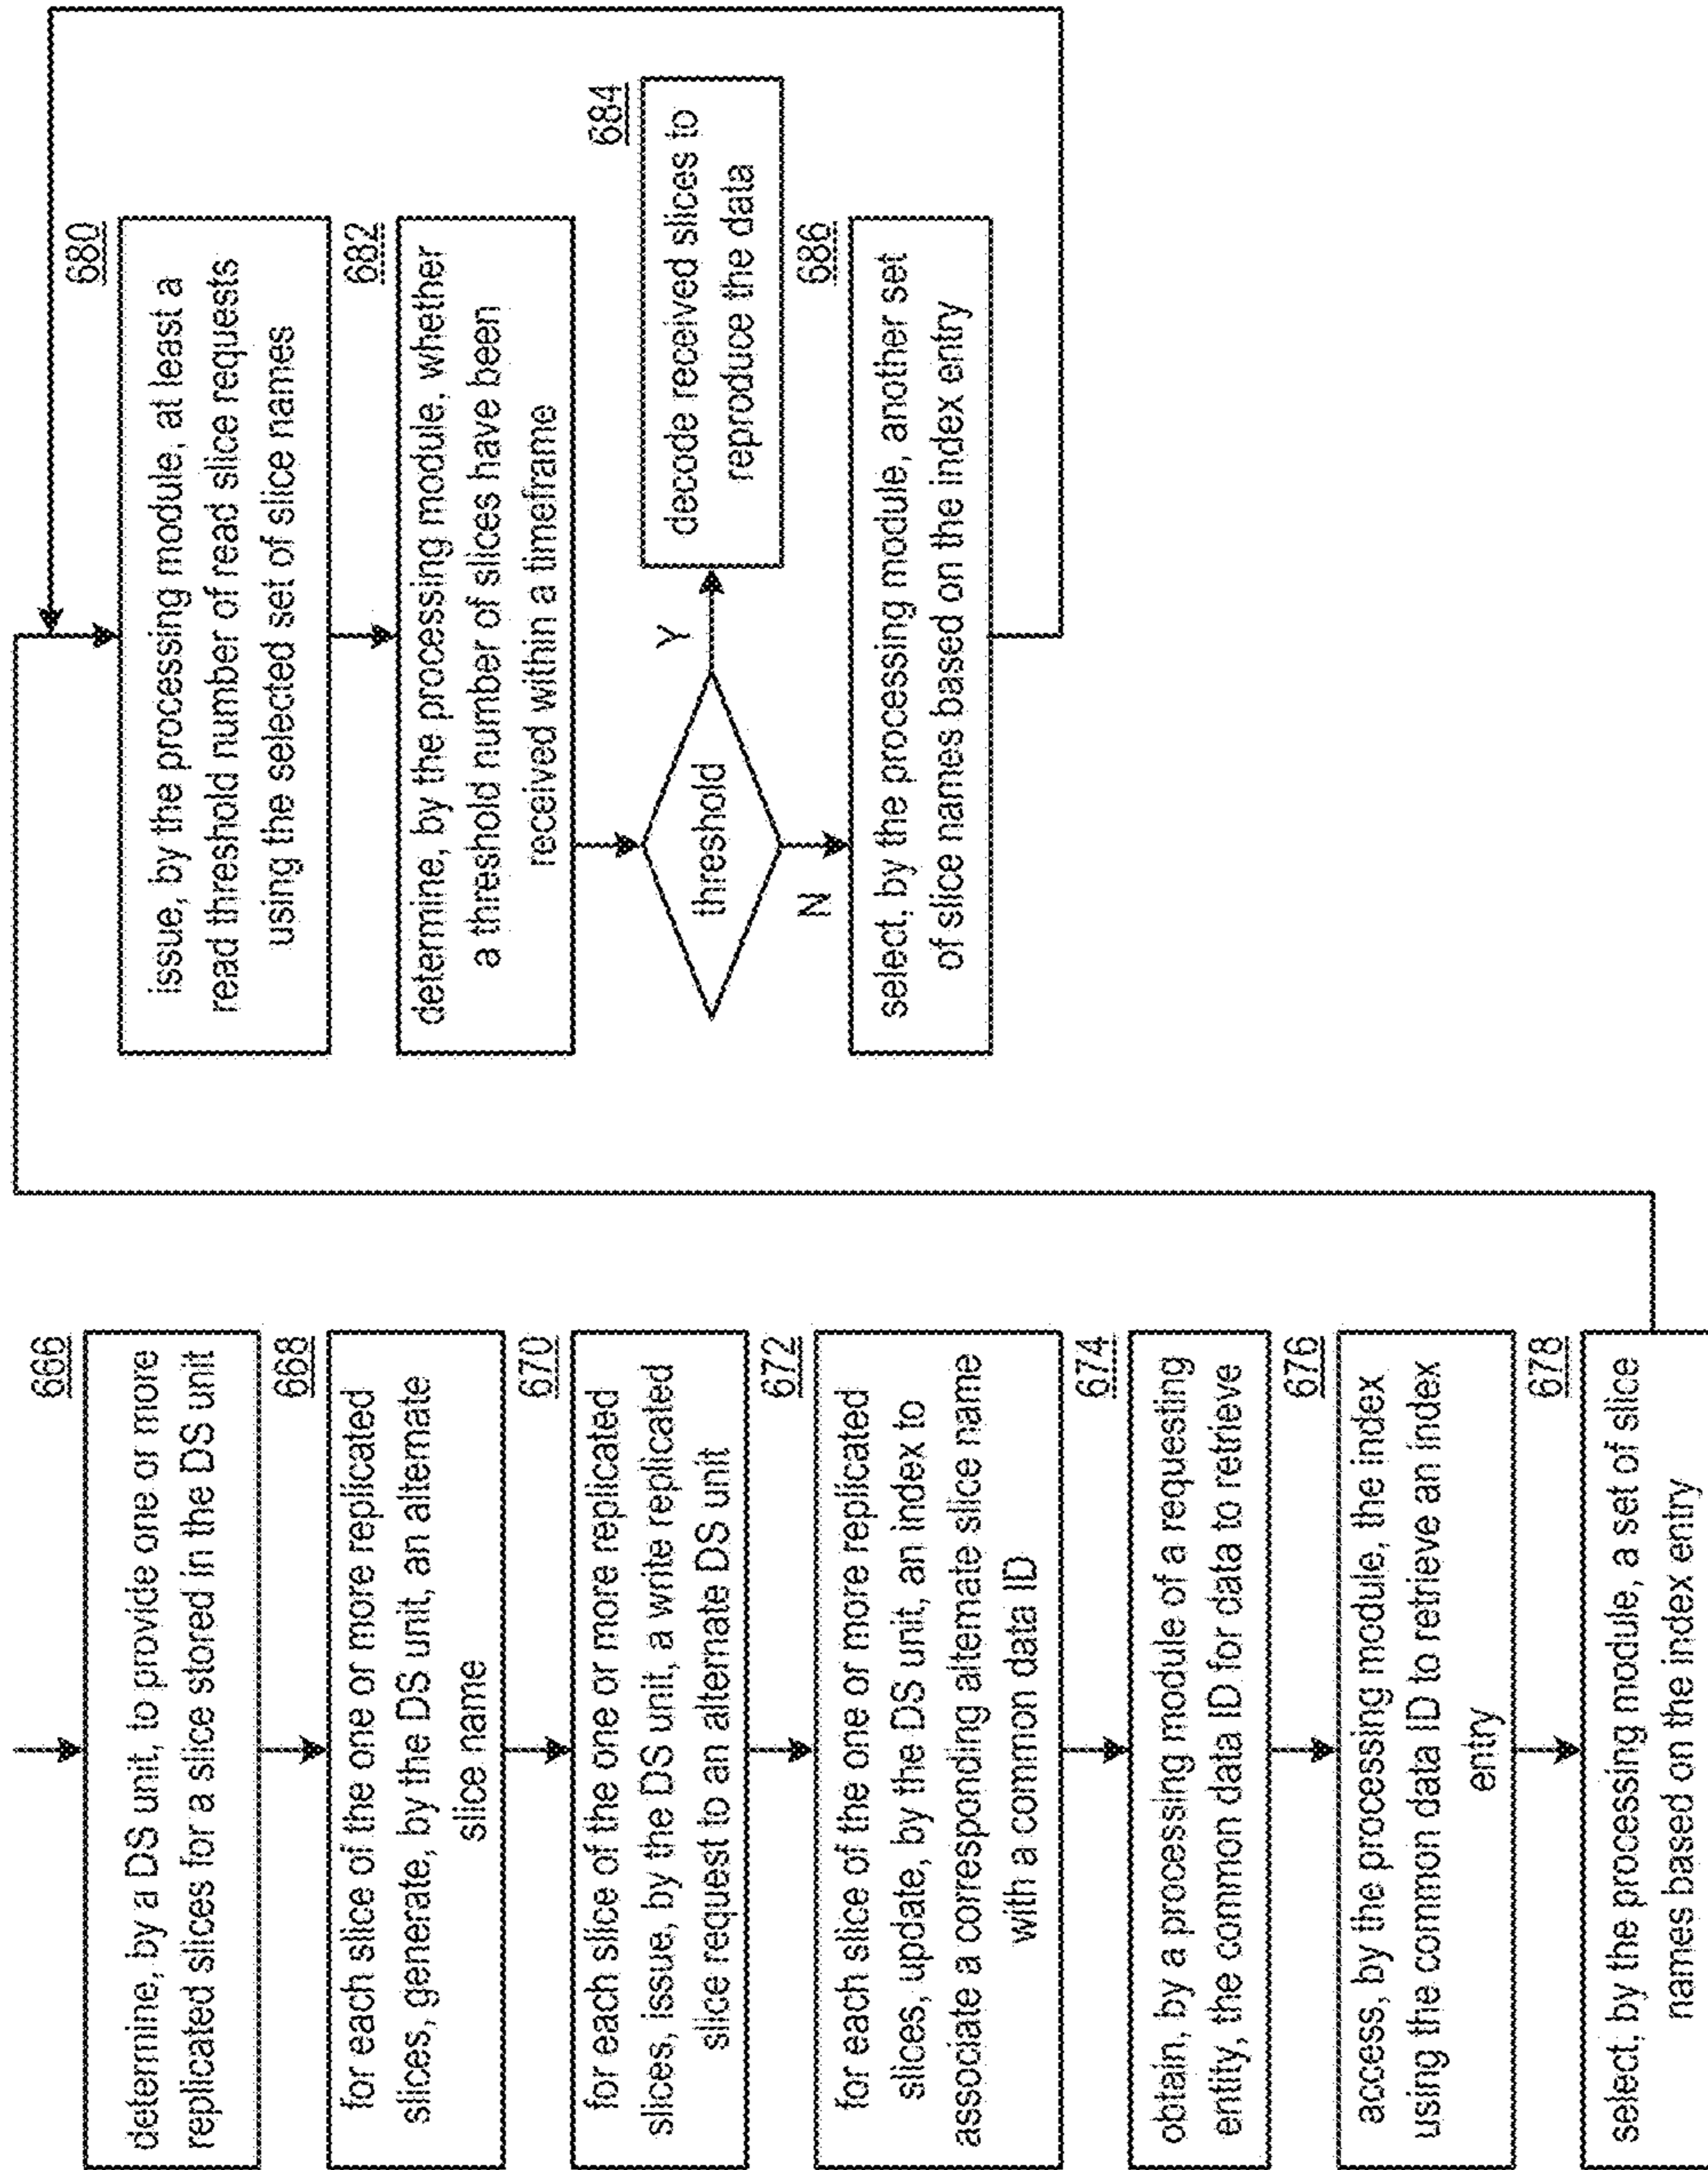 666
determine, by a DS unit, to provide one or more
replicated slices for a slice stored in the DS unit
668
for each slice of the one or more replicated
slices, generate, by the DS unit, an alternate
slice name
670
for each slice of the one or more replicated
slices, issue, by the DS unit, a write replicated
slice request to an alternate DS unit
672
for each slice of the one or more replicated
slices, update, by the DS unit, an index to
associate a corresponding alternate slice name
with a common data ID
674
obtain, by a processing module of a requesting
entity, the common data ID for data to retrieve
676
access, by the processing module, the index
using the common data ID to retrieve an index
entry
678
select, by the processing module, a set of slice
names based on the index entry
680
issue, by the processing module, at least a
read threshold number of read slice requests
using the selected set of slice names
682
determine, by the processing module, whether
a threshold number of slices have been
received within a timeframe
threshold
Y
N
684
decode received slices to
reproduce the data
686
select, by the processing module, another set
of slice names based on the index entry